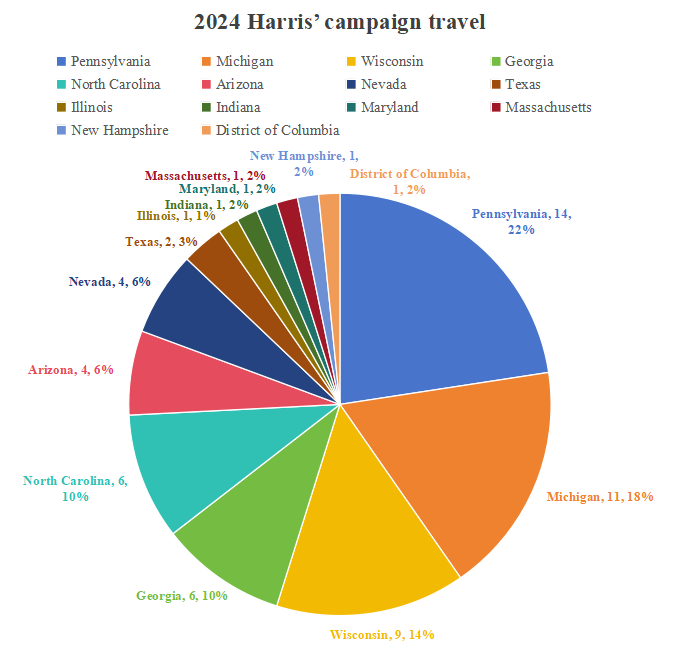 2024 Harris’ campaign travel
Pennsylvania
Michigan
Wisconsin
Georgia
North Carolina
Arizona
Nevada
Texas
Illinois
Indiana
Maryland
Massachusetts
New Hampshire
District of Columbia
New Hampshire, 1,
2%
District of Columbia,
1, 2%
Massachusetts, 1, 2%
Maryland, 1, 2%
Indiana, 1, 2%
Illinois, 1, 1%
Texas, 2, 3%
Nevada, 4, 6%
Arizona, 4, 6%
North Carolina, 6,
10%
Georgia, 6, 10%
Wisconsin, 9, 14%
Michigan, 11, 18%
Pennsylvania, 14,
22%